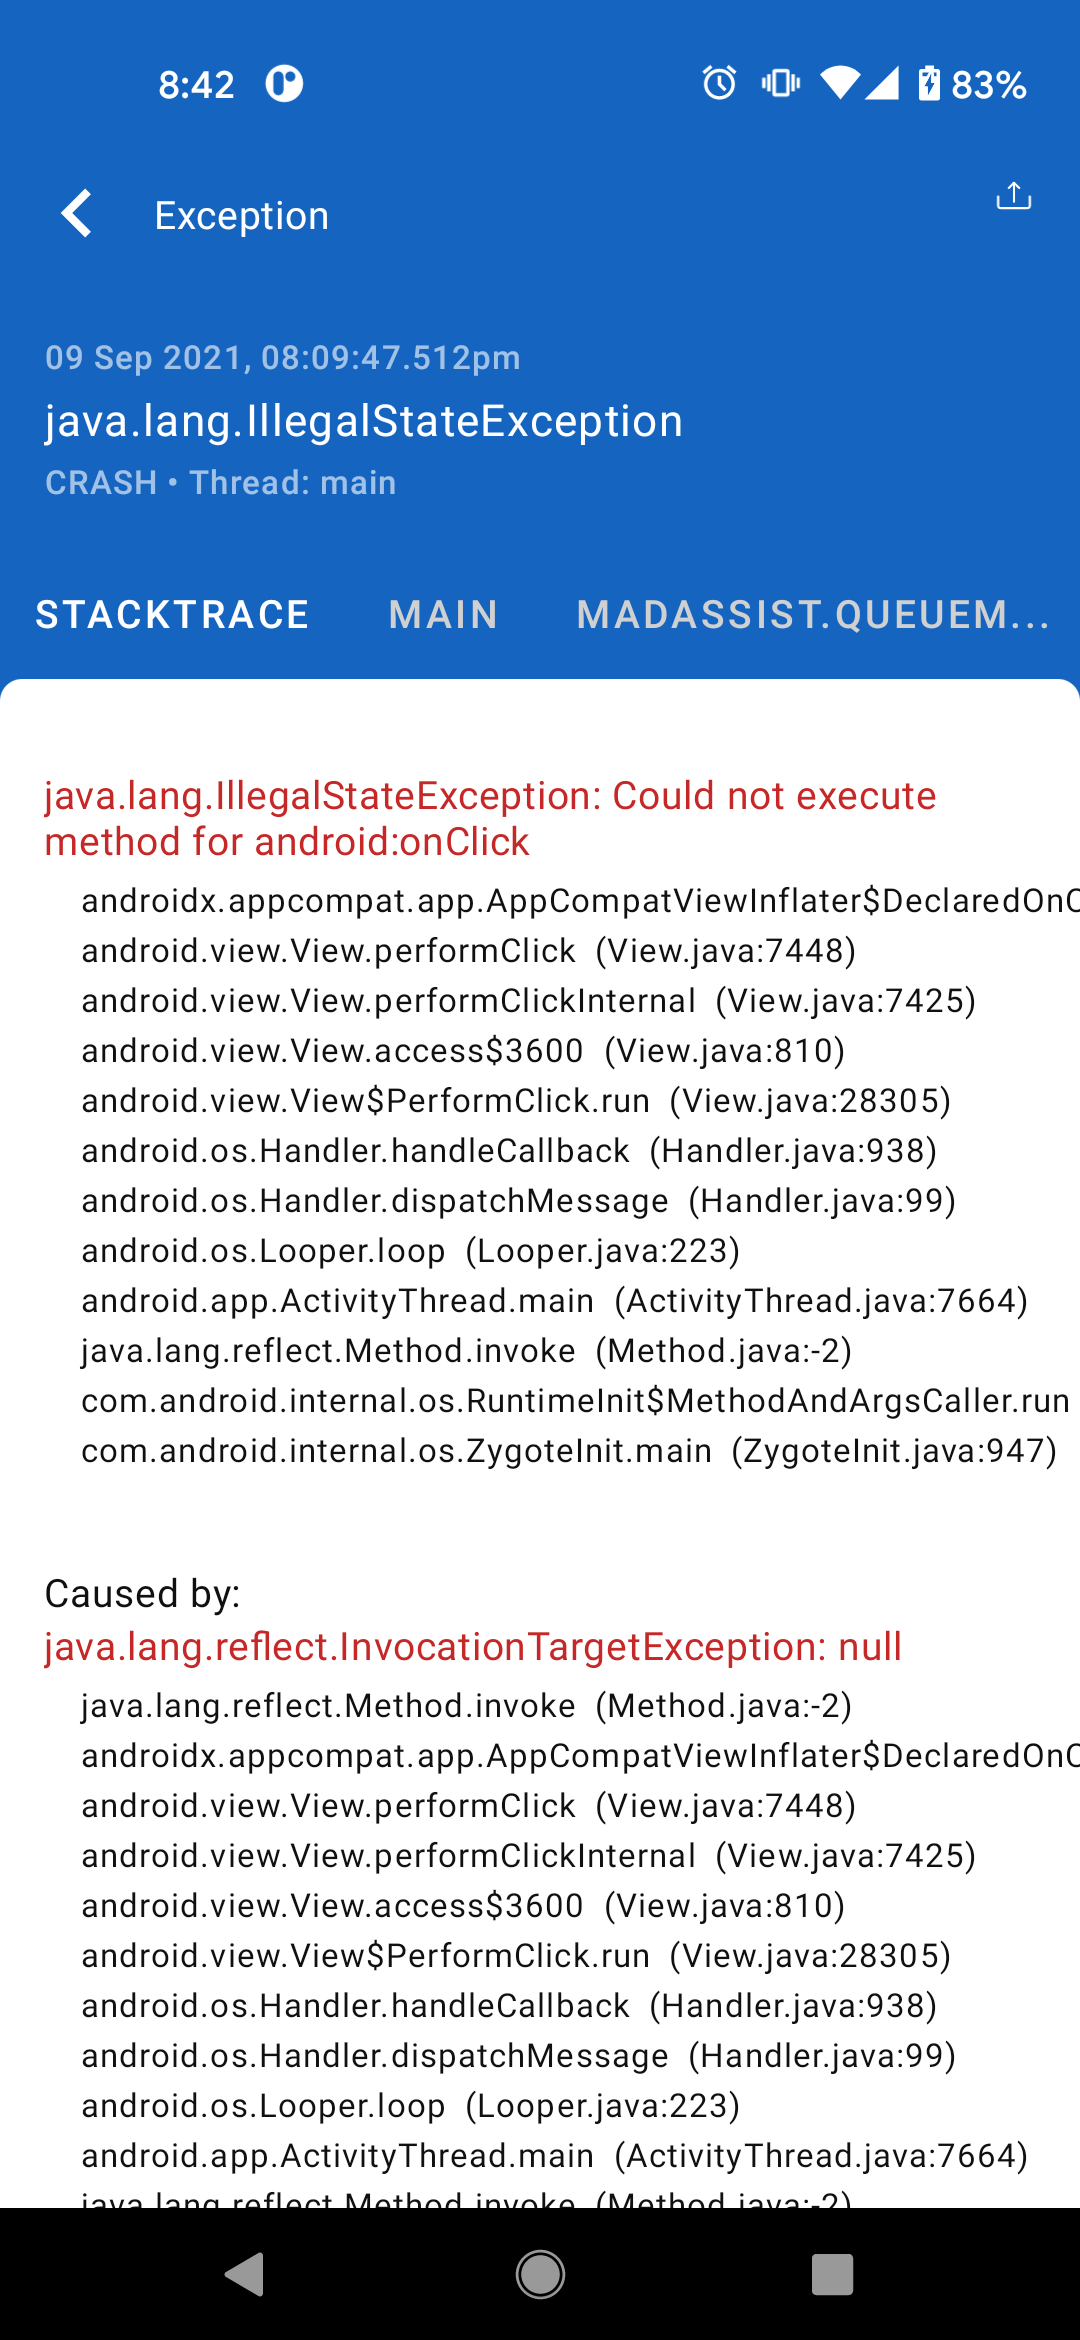 8:42
83%
Exception
09 Sep 2021, 08:09:47.512pm
java.lang.IllegalStateException
CRASH • Thread: main
STACKTRACE MAIN MADASSIST.QUEUEM...
java.lang.IllegalStateException: Could not execute
method for android:onClick
androidx.appcompat.app.AppCompatViewInflater$DeclaredOnC
android.view.View.performClick (View.java:7448)
android.view.View.performClickInternal (View.java:7425)
android.view.View.access$3600 (View.java:810)
android.view.View$PerformClick.run (View.java:28305)
android.os.Handler.handleCallback (Handler.java:938)
android.os.Handler.dispatchMessage (Handler.java:99)
android.os.Looper.loop (Looper.java:223)
android.app.ActivityThread.main (ActivityThread.java:7664)
java.lang.reflect.Method.invoke (Method.java:-2)
com.android.internal.os.RuntimeInit$MethodAndArgsCaller.run
com.android.internal.os.ZygoteInit.main (ZygoteInit.java:947)
Caused by:
java.lang.reflect.InvocationTargetException: null
java.lang.reflect.Method.invoke (Method.java:-2)
androidx.appcompat.app.AppCompatViewInflater$DeclaredOnC
android.view.View.performClick (View.java:7448)
android.view.View.performClickInternal (View.java:7425)
android.view.View.access$3600 (View.java:810)
android.view.View$PerformClick.run (View.java:28305)
android.os.Handler.handleCallback (Handler.java:938)
android.os.Handler.dispatchMessage (Handler.java:99)
android.os.Looper.loop (Looper.java:223)
android.app.ActivityThread.main (ActivityThread.java:7664)
java.lang.reflect.Method.invoke (Method.java:-2)